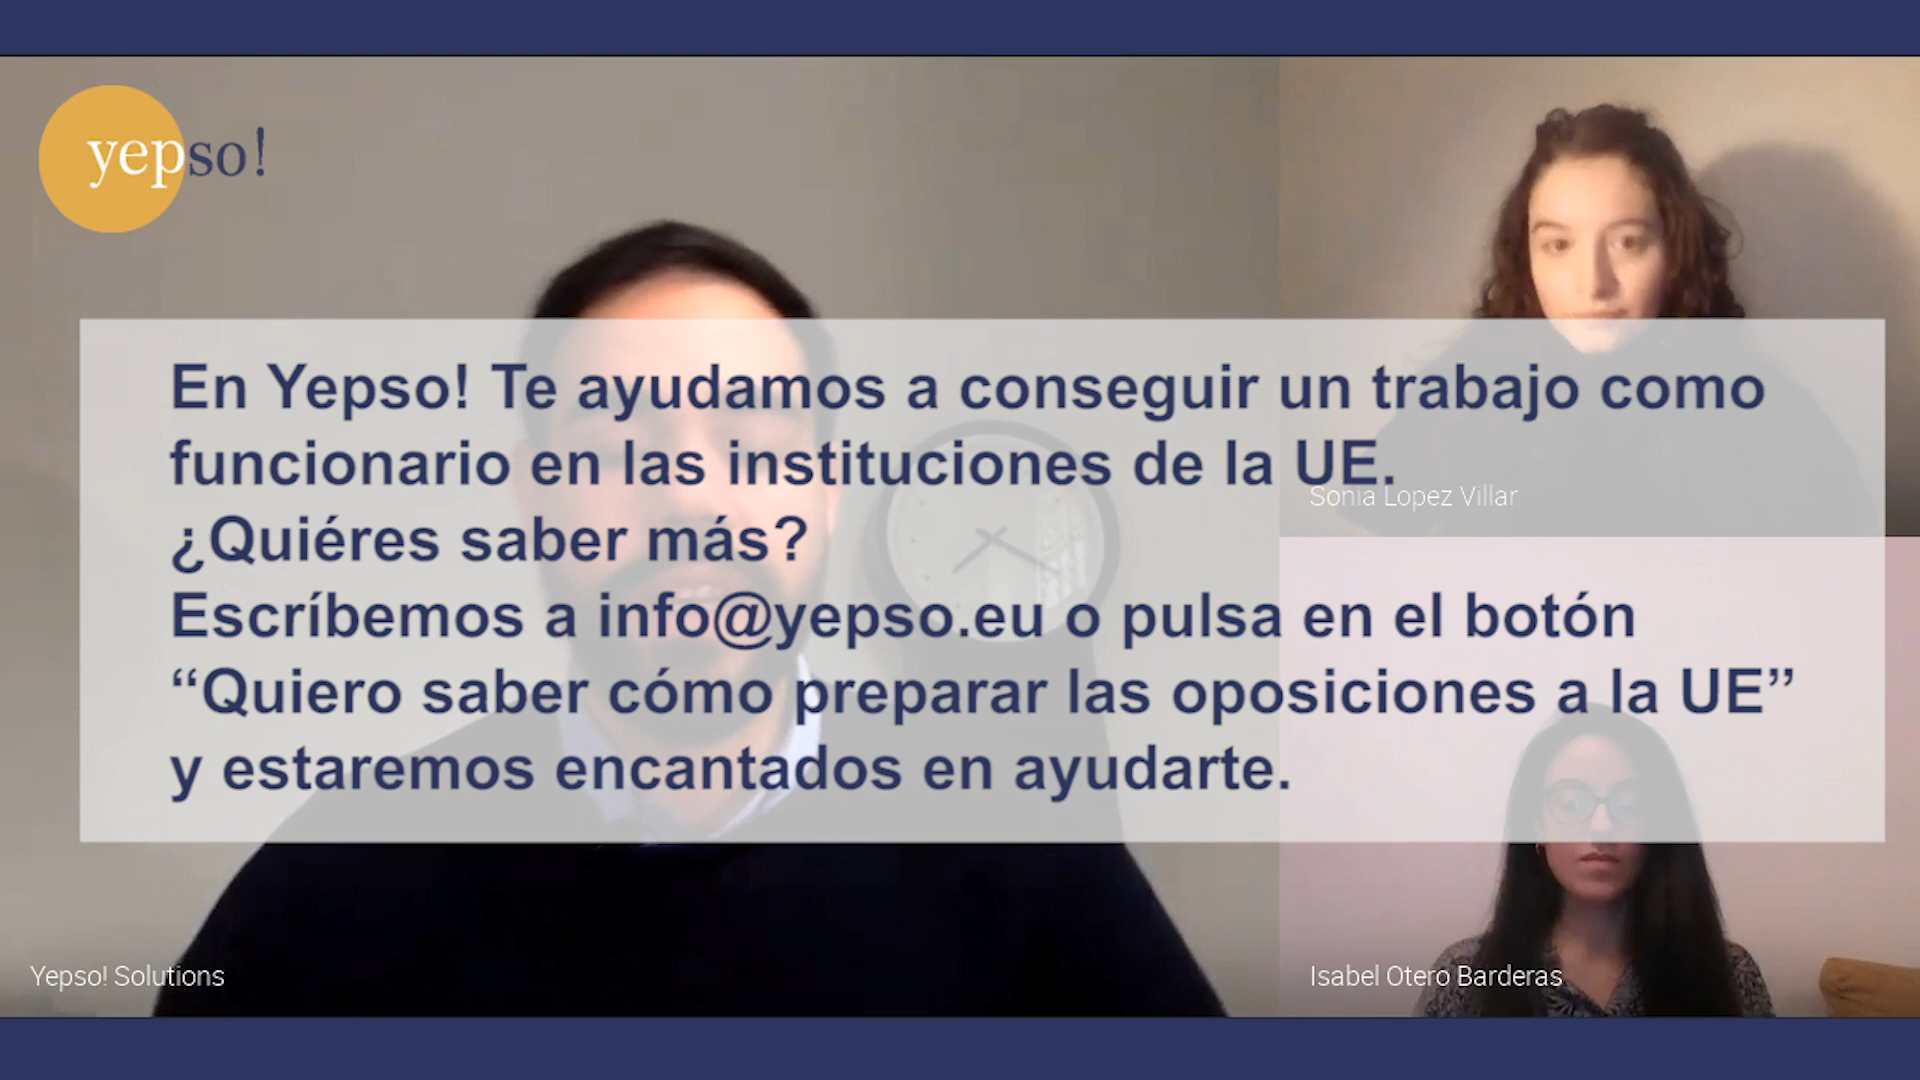 yepso!
En Yepso! Te ayudamos a conseguir un trabajo como
funcionario en las instituciones de la UE.
¿Quiéres saber más?
Escríbemos a info@yepso.eu o pulsa en el botón
“Quiero saber cómo preparar las oposiciones a la UE”
y estaremos encantados en ayudarte.
Sonia Lopez Villar
Yepso! Solutions
Isabel Otero Barderas